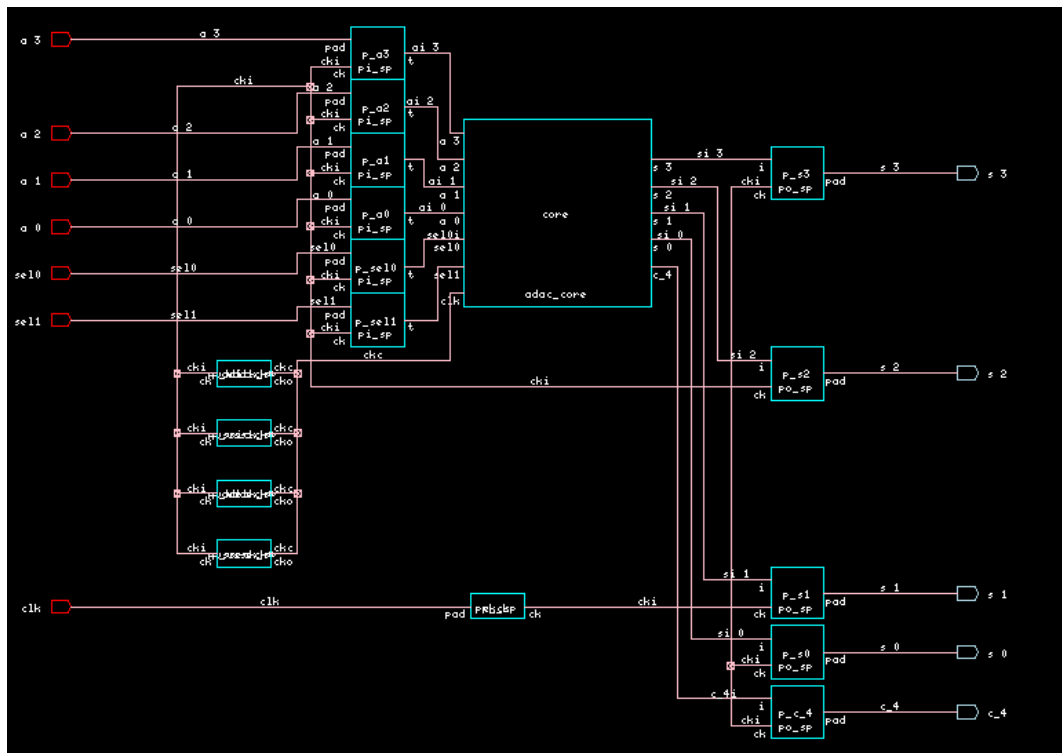 a 3
a 3
pad
cki
ck
p_a3
pi_sp
ai 3
t
cki
a 2
a 2
a 2
pad
cki
ck
p_a2
pi_sp
ai 2
t
a 1
a 1
a 1
pad
cki
ck
p_a1
pi_sp
ai 1
t
a 0
a 0
a 0
pad
cki
ck
p_a0
pi_sp
ai 0
t
sel0
sel0
sel0
pad
cki
ck
p_sel0
pi_sp
sel0i
t
sel1
sel1
sel1
pad
cki
ck
p_sel1
pi_sp
t
a 3
a 2
a 1
a 0
sel0
sel1
clk
core
adac_core
s 3
s 2
s 1
s 0
c_4
ckc
cki
si 3
i
cki
ck
p_s3
po_sp
pad
s 3
s 3
si 2
si 1
si 0
si 2
i
ck
p_s2
po_sp
pad
s 2
s 2
cki
ck
ckc
cko
cki
ck
ckc
cko
cki
ck
ckc
cko
cki
ck
ckc
cko
clk
clk
pad
ck
cki
si 1
i
ck
p_s1
po_sp
pad
s 1
s 1
si 0
i
cki
ck
p_s0
po_sp
pad
s 0
s 0
c_4i
i
cki
ck
p_c_4
po_sp
pad
c_4
c_4